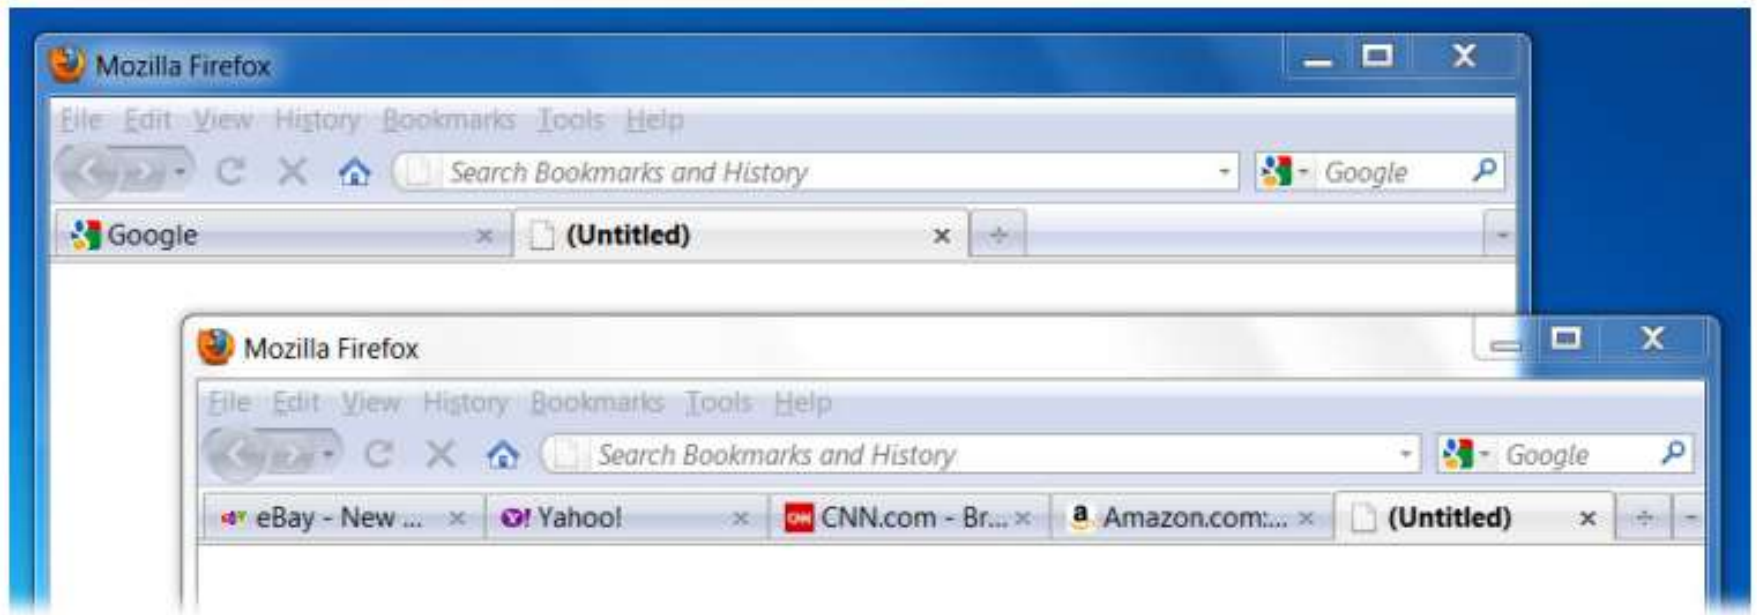 Mozilla Firefox
File Edit View History Bookmarks Tools Help
Search Bookmarks and History Google
Google (Untitled)
Mozilla Firefox
File Edit View History Bookmarks Tools Help
Search Bookmarks and History Google
eBay - New ... Yahoo! CNN.com - Br... Amazon.com:... (Untitled)